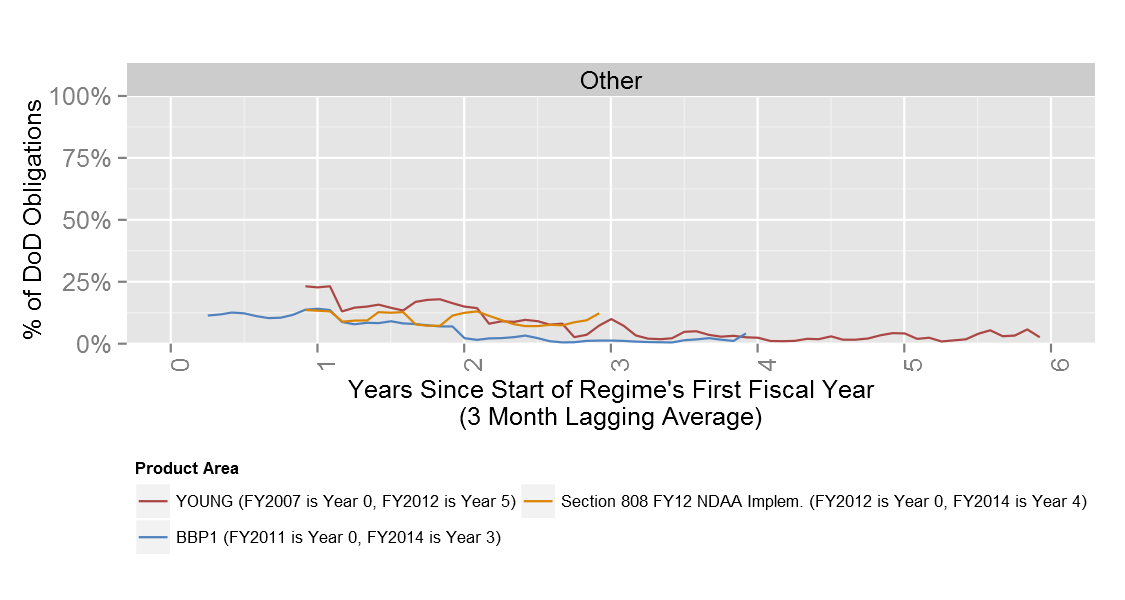 Other
100%
75%
50%
25%
0%
% of DoD Obligations
0 1 2 3 4 5 6
Years Since Start of Regime's First Fiscal Year
(3 Month Lagging Average)
Product Area
YOUNG (FY2007 is Year 0, FY2012 is Year 5) Section 808 FY12 NDAA Implem. (FY2012 is Year 0, FY2014 is Year 4)
BBP1 (FY2011 is Year 0, FY2014 is Year 3)